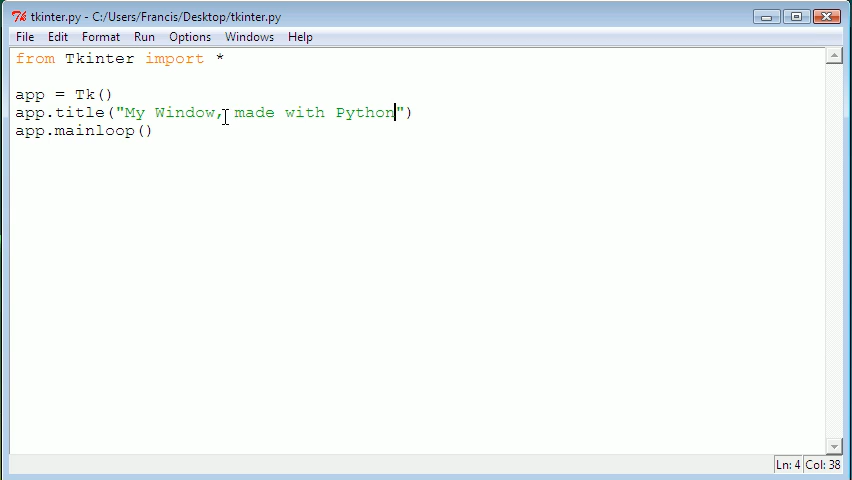 tkinter.py - C:/Users/Francis/Desktop/tkinter.py
File Edit Format Run Options Windows Help
from Tkinter import *
app = Tk()
app.title("My Window, made with Python")
app.mainloop()
Ln: 4 Col: 38